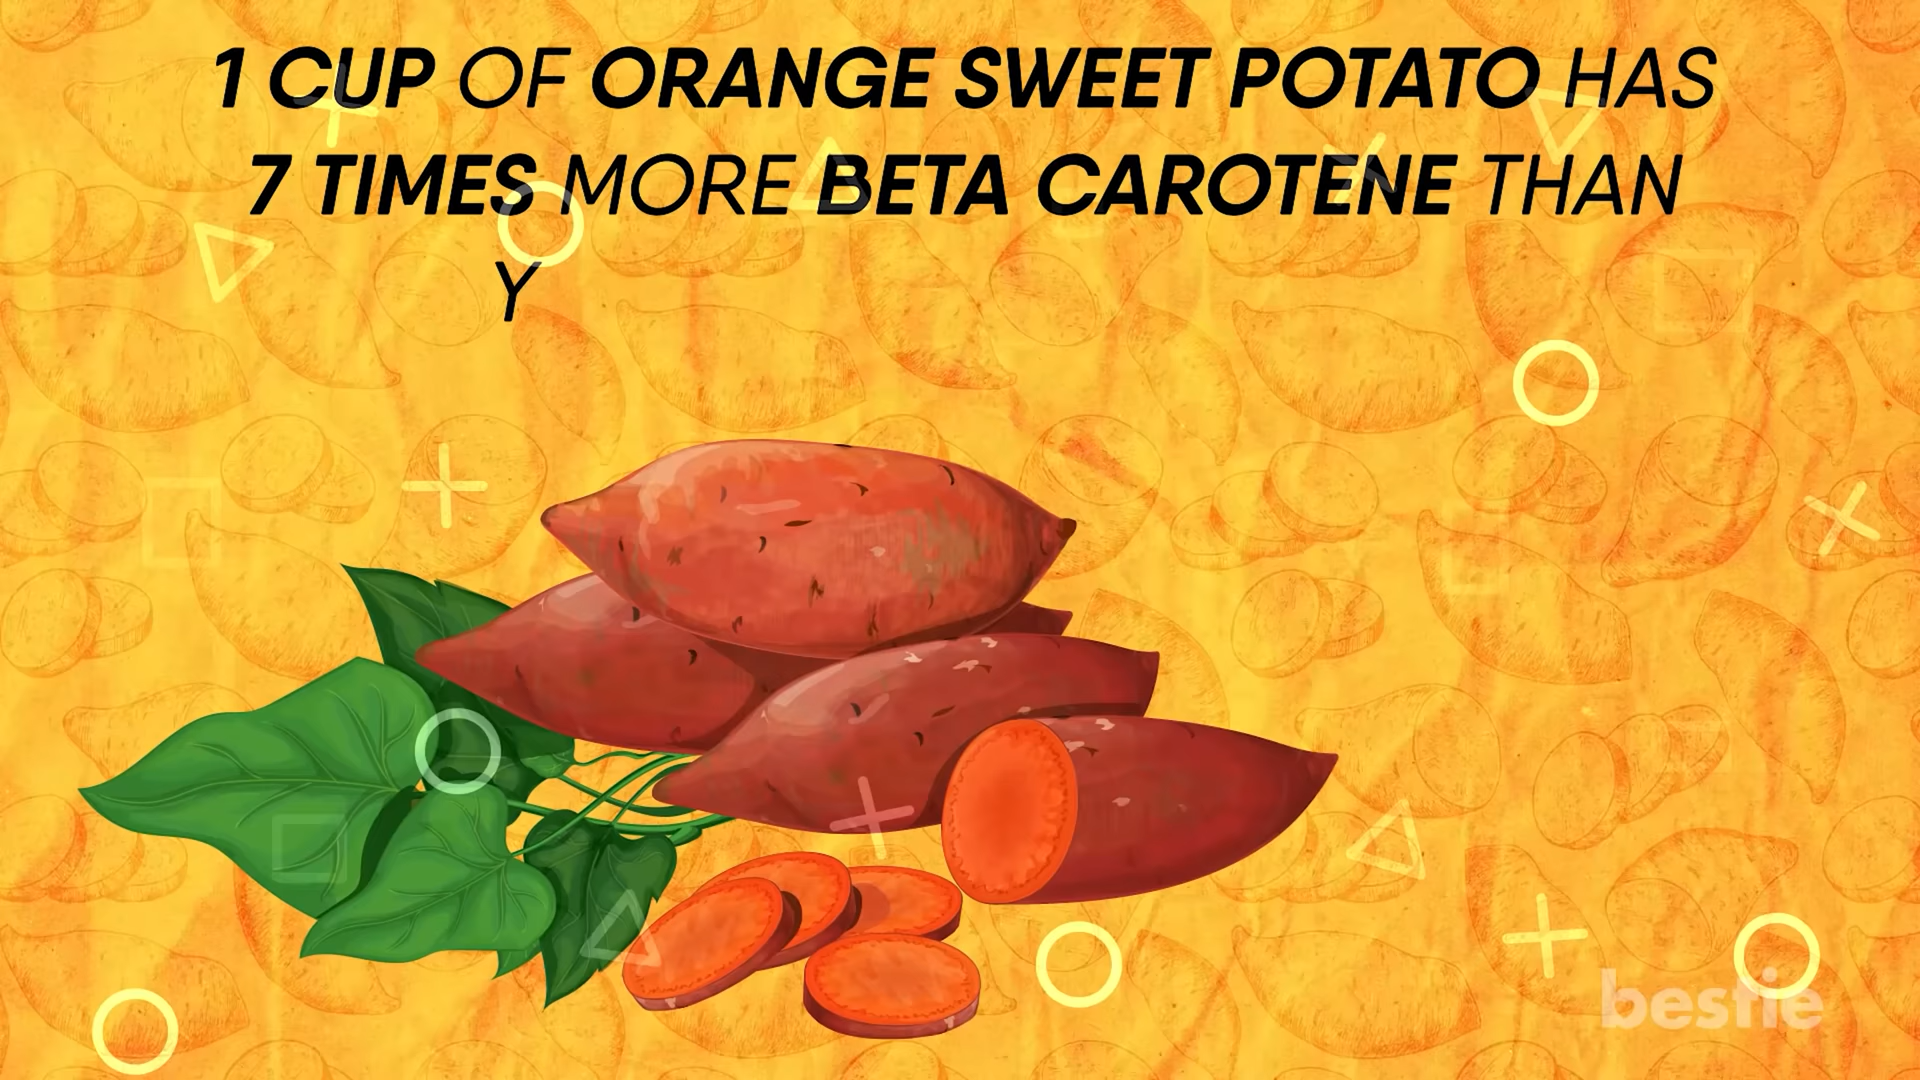 1 CUP OF ORANGE SWEET POTATO HAS
7 TIMES MORE BETA CAROTENE THAN
Y
bestie